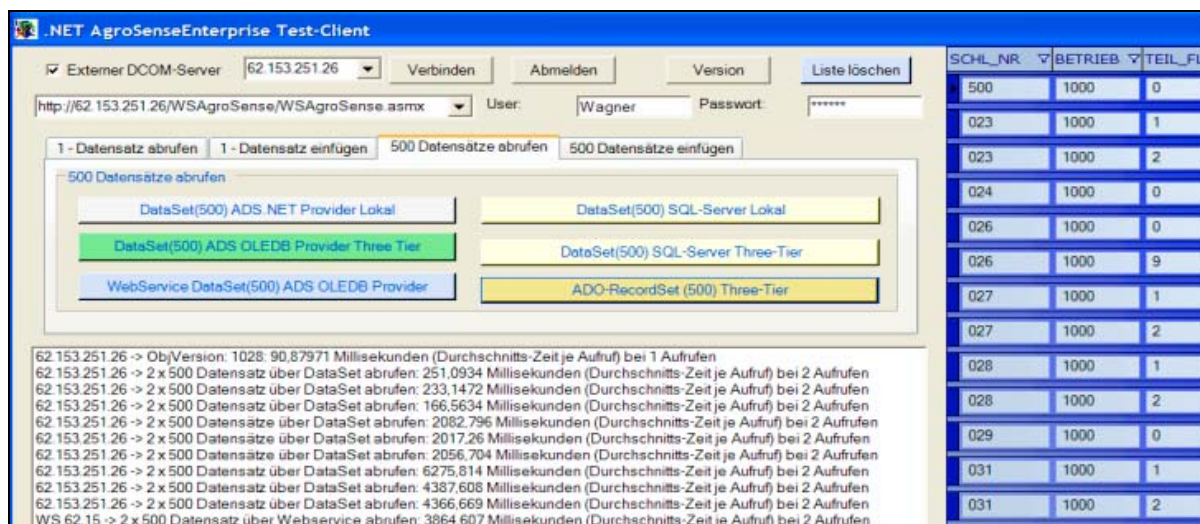 .NET AgroSenseEnterprise Test-Client
Externer DCOM-Server 62.153.251.26 Verbinden Abmelden Version Liste löschen
http://62.153.251.26/WSAgroSense/WSAgroSense.asmx User: Wagner Passwort: ******
1 - Datensatz abrufen 1 - Datensatz einfügen 500 Datensätze abrufen 500 Datensätze einfügen
500 Datensätze abrufen
DataSet(500) ADS.NET Provider Lokal DataSet(500) SQL-Server Lokal
DataSet(500) ADS OLEDB Provider Three Tier DataSet(500) SQL-Server Three-Tier
WebService DataSet(500) ADS OLEDB Provider ADO-RecordSet (500) Three-Tier
62.153.251.26 -> ObjVersion: 1028: 90,87971 Millisekunden (Durchschnitts-Zeit je Aufruf) bei 1 Aufrufen
62.153.251.26 -> 2 x 500 Datensatz über DataSet abrufen: 251,0934 Millisekunden (Durchschnitts-Zeit je Aufruf) bei 2 Aufrufen
62.153.251.26 -> 2 x 500 Datensatz über DataSet abrufen: 233,1472 Millisekunden (Durchschnitts-Zeit je Aufruf) bei 2 Aufrufen
62.153.251.26 -> 2 x 500 Datensatz über DataSet abrufen: 166,5634 Millisekunden (Durchschnitts-Zeit je Aufruf) bei 2 Aufrufen
62.153.251.26 -> 2 x 500 Datensätze über DataSet abrufen: 2082,796 Millisekunden (Durchschnitts-Zeit je Aufruf) bei 2 Aufrufen
62.153.251.26 -> 2 x 500 Datensätze über DataSet abrufen: 2017,26 Millisekunden (Durchschnitts-Zeit je Aufruf) bei 2 Aufrufen
62.153.251.26 -> 2 x 500 Datensätze über DataSet abrufen: 2056,704 Millisekunden (Durchschnitts-Zeit je Aufruf) bei 2 Aufrufen
62.153.251.26 -> 2 x 500 Datensatz über DataSet abrufen: 6275,814 Millisekunden (Durchschnitts-Zeit je Aufruf) bei 2 Aufrufen
62.153.251.26 -> 2 x 500 Datensatz über DataSet abrufen: 4387,608 Millisekunden (Durchschnitts-Zeit je Aufruf) bei 2 Aufrufen
62.153.251.26 -> 2 x 500 Datensatz über DataSet abrufen: 4366,669 Millisekunden (Durchschnitts-Zeit je Aufruf) bei 2 Aufrufen
WS 62.15 -> 2 x 500 Datensatz über Webservice abrufen: 3864,607 Millisekunden (Durchschnitts-Zeit je Aufruf) bei 2 Aufrufen
SCHL_NR BETRIEB TEIL_FL
500 1000 0
023 1000 1
023 1000 2
024 1000 0
026 1000 0
026 1000 9
027 1000 1
027 1000 2
028 1000 1
028 1000 2
029 1000 0
031 1000 1
031 1000 2